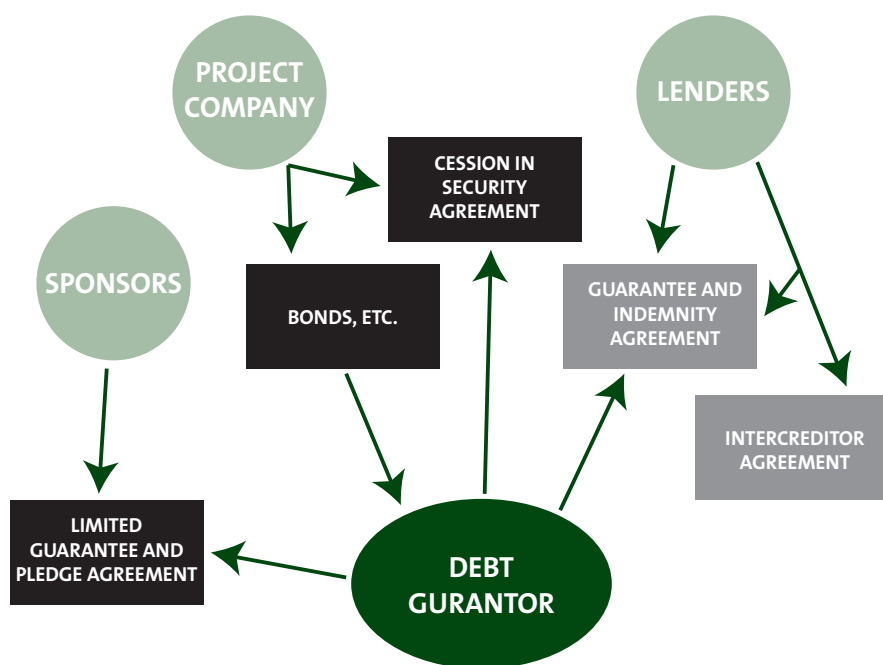 PROJECT
COMPANY
LENDERS
CESSION IN
SECURITY
AGREEMENT
SPONSORS
BONDS, ETC.
GUARANTEE AND
INDEMNITY
AGREEMENT
INTERCREDITOR
AGREEMENT
LIMITED
GUARANTEE AND
PLEDGE AGREEMENT
DEBT
GURANTOR